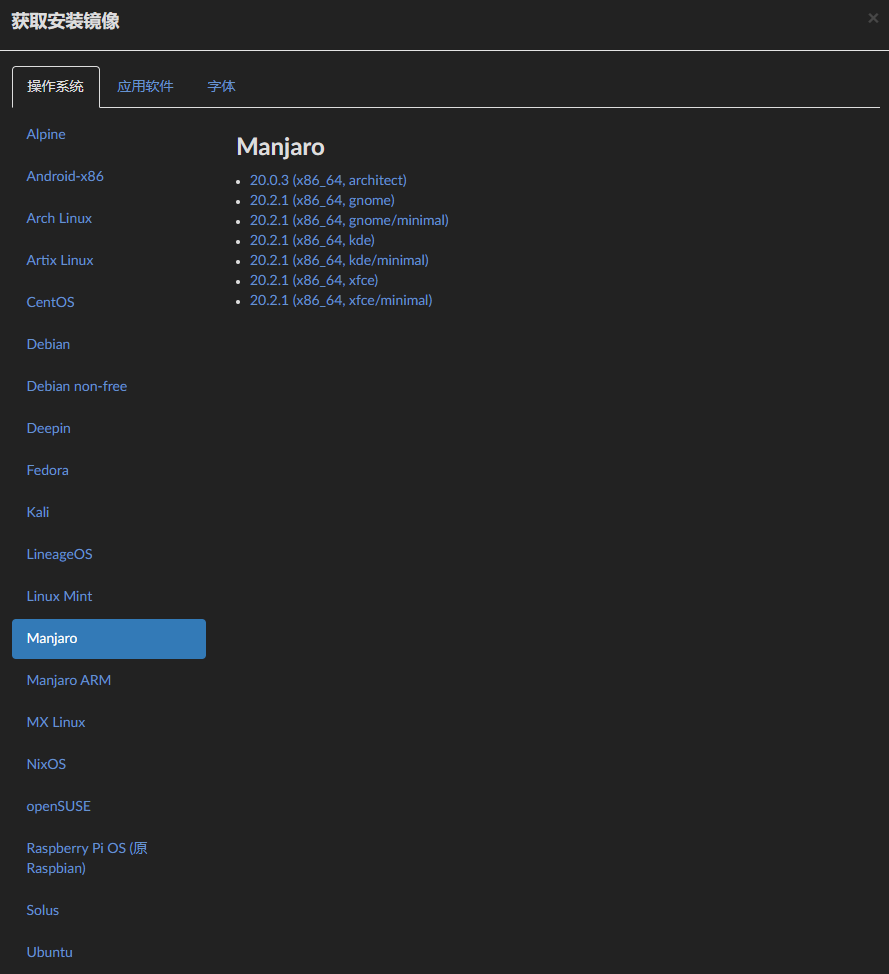 获取安装镜像
×
操作系统
应用软件
字体
Alpine
Android-x86
Arch Linux
Artix Linux
CentOS
Debian
Debian non-free
Deepin
Fedora
Kali
LineageOS
Linux Mint
Manjaro
Manjaro ARM
MX Linux
NixOS
openSUSE
Raspberry Pi OS (原
Raspbian)
Solus
Ubuntu
Manjaro
20.0.3 (x86_64, architect)
20.2.1 (x86_64, gnome)
20.2.1 (x86_64, gnome/minimal)
20.2.1 (x86_64, kde)
20.2.1 (x86_64, kde/minimal)
20.2.1 (x86_64, xfce)
20.2.1 (x86_64, xfce/minimal)